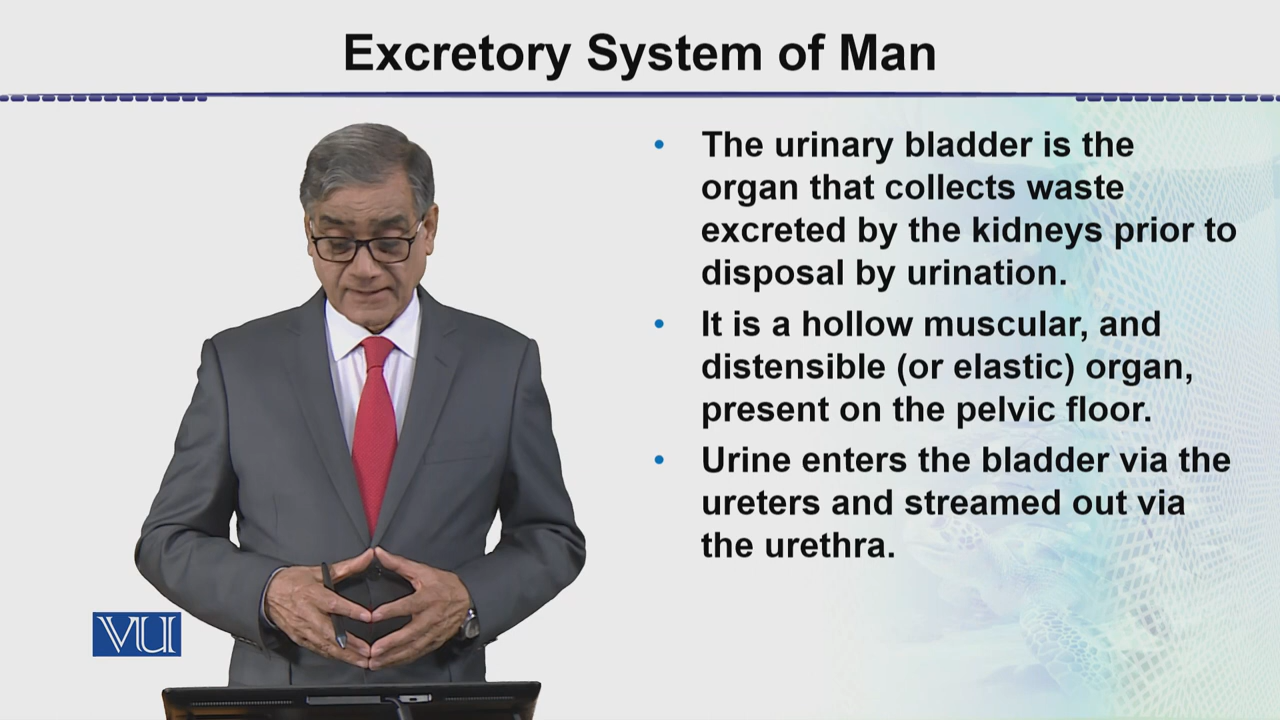 Excretory System of Man
• The urinary bladder is the
organ that collects waste
excreted by the kidneys prior to
disposal by urination.
• It is a hollow muscular, and
distensible (or elastic) organ,
present on the pelvic floor.
• Urine enters the bladder via the
ureters and streamed out via
the urethra.
VU